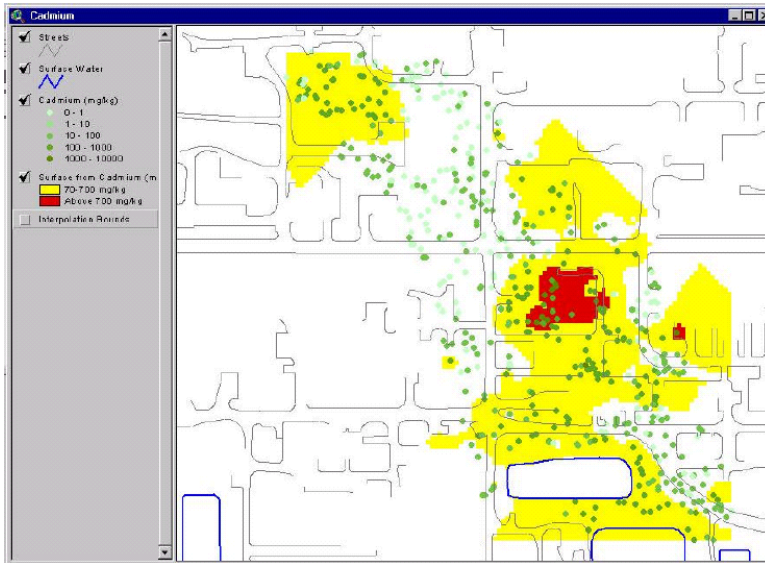 Cadmium
Streets
Surface Water
Cadmium (mg/kg)
0 - 1
1 - 10
10 - 100
100 - 1000
1000 - 10000
Surface from Cadmium (m
70-700 mg/kg
Above 700 mg/kg
Interpolation Bounds